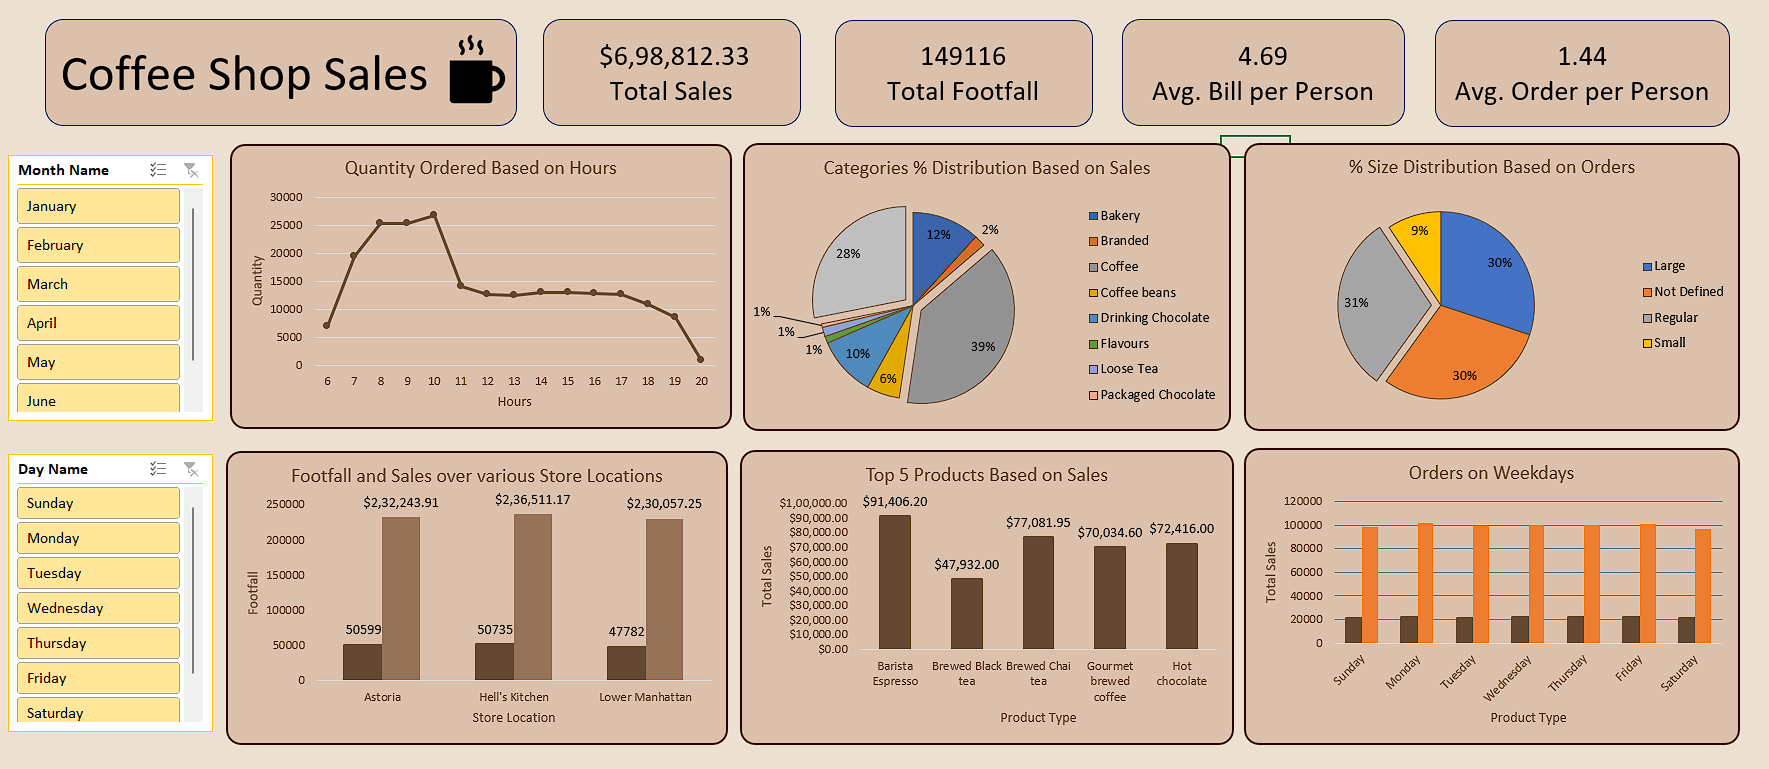 Coffee Shop Sales
$6,98,812.33
Total Sales
149116
Total Footfall
4.69
Avg. Bill per Person
1.44
Avg. Order per Person
Month Name
January
February
March
April
May
June
Quantity Ordered Based on Hours
30000
25000
20000
15000
10000
5000
0
Quantity
6 7 8 9 10 11 12 13 14 15 16 17 18 19 20
Hours
Categories % Distribution Based on Sales
12%
2%
39%
6%
10%
1%
1%
1%
28%
Bakery
Branded
Coffee
Coffee beans
Drinking Chocolate
Flavours
Loose Tea
Packaged Chocolate
% Size Distribution Based on Orders
30%
30%
31%
9%
Large
Not Defined
Regular
Small
Day Name
Sunday
Monday
Tuesday
Wednesday
Thursday
Friday
Saturday
Footfall and Sales over various Store Locations
250000
200000
150000
100000
50000
0
Footfall
$2,32,243.91
$2,36,511.17
$2,30,057.25
50599
50735
47782
Astoria
Hell's Kitchen
Lower Manhattan
Store Location
Top 5 Products Based on Sales
$1,00,000.00
$90,000.00
$80,000.00
$70,000.00
$60,000.00
$50,000.00
$40,000.00
$30,000.00
$20,000.00
$10,000.00
$0.00
Total Sales
$91,406.20
$47,932.00
$77,081.95
$70,034.60
$72,416.00
Barista
Espresso
Brewed Black
tea
Brewed Chai
tea
Gourmet
brewed
coffee
Hot
chocolate
Product Type
Orders on Weekdays
120000
100000
80000
60000
40000
20000
0
Total Sales
Sunday
Monday
Tuesday
Wednesday
Thursday
Friday
Saturday
Product Type